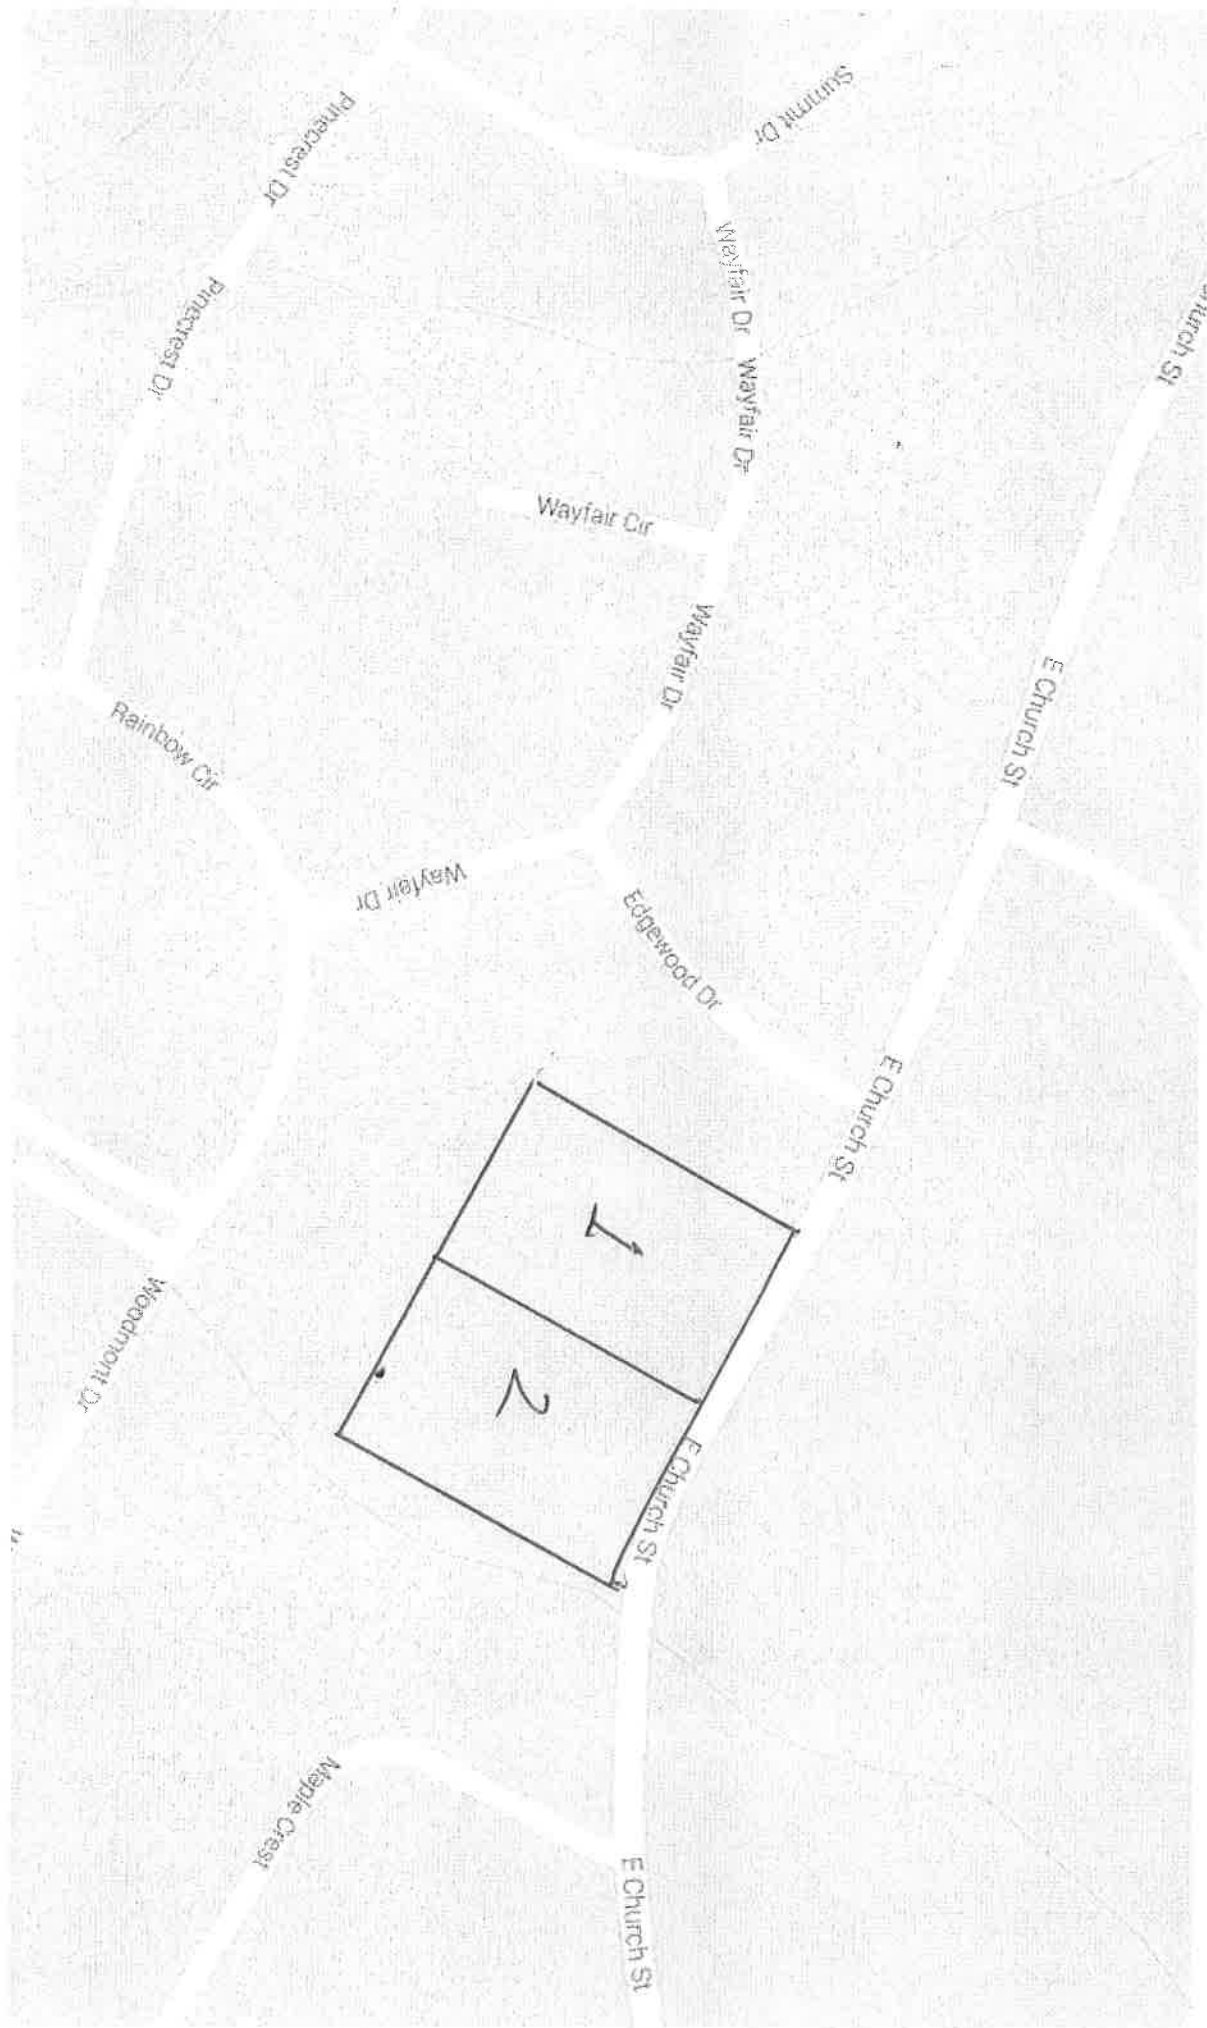 Summit Dr
Pinecrest Dr
Wayfair Dr
Pinecrest Dr
Church St
Wayfair Dr
Wayfair Cir
Wayfair Dr
E Church St
Rainbow Cir
Wayfair Dr
Edgewood Dr
E Church St
1
Woodmont Dr
2
E Church St
Maple Crest
E Church St